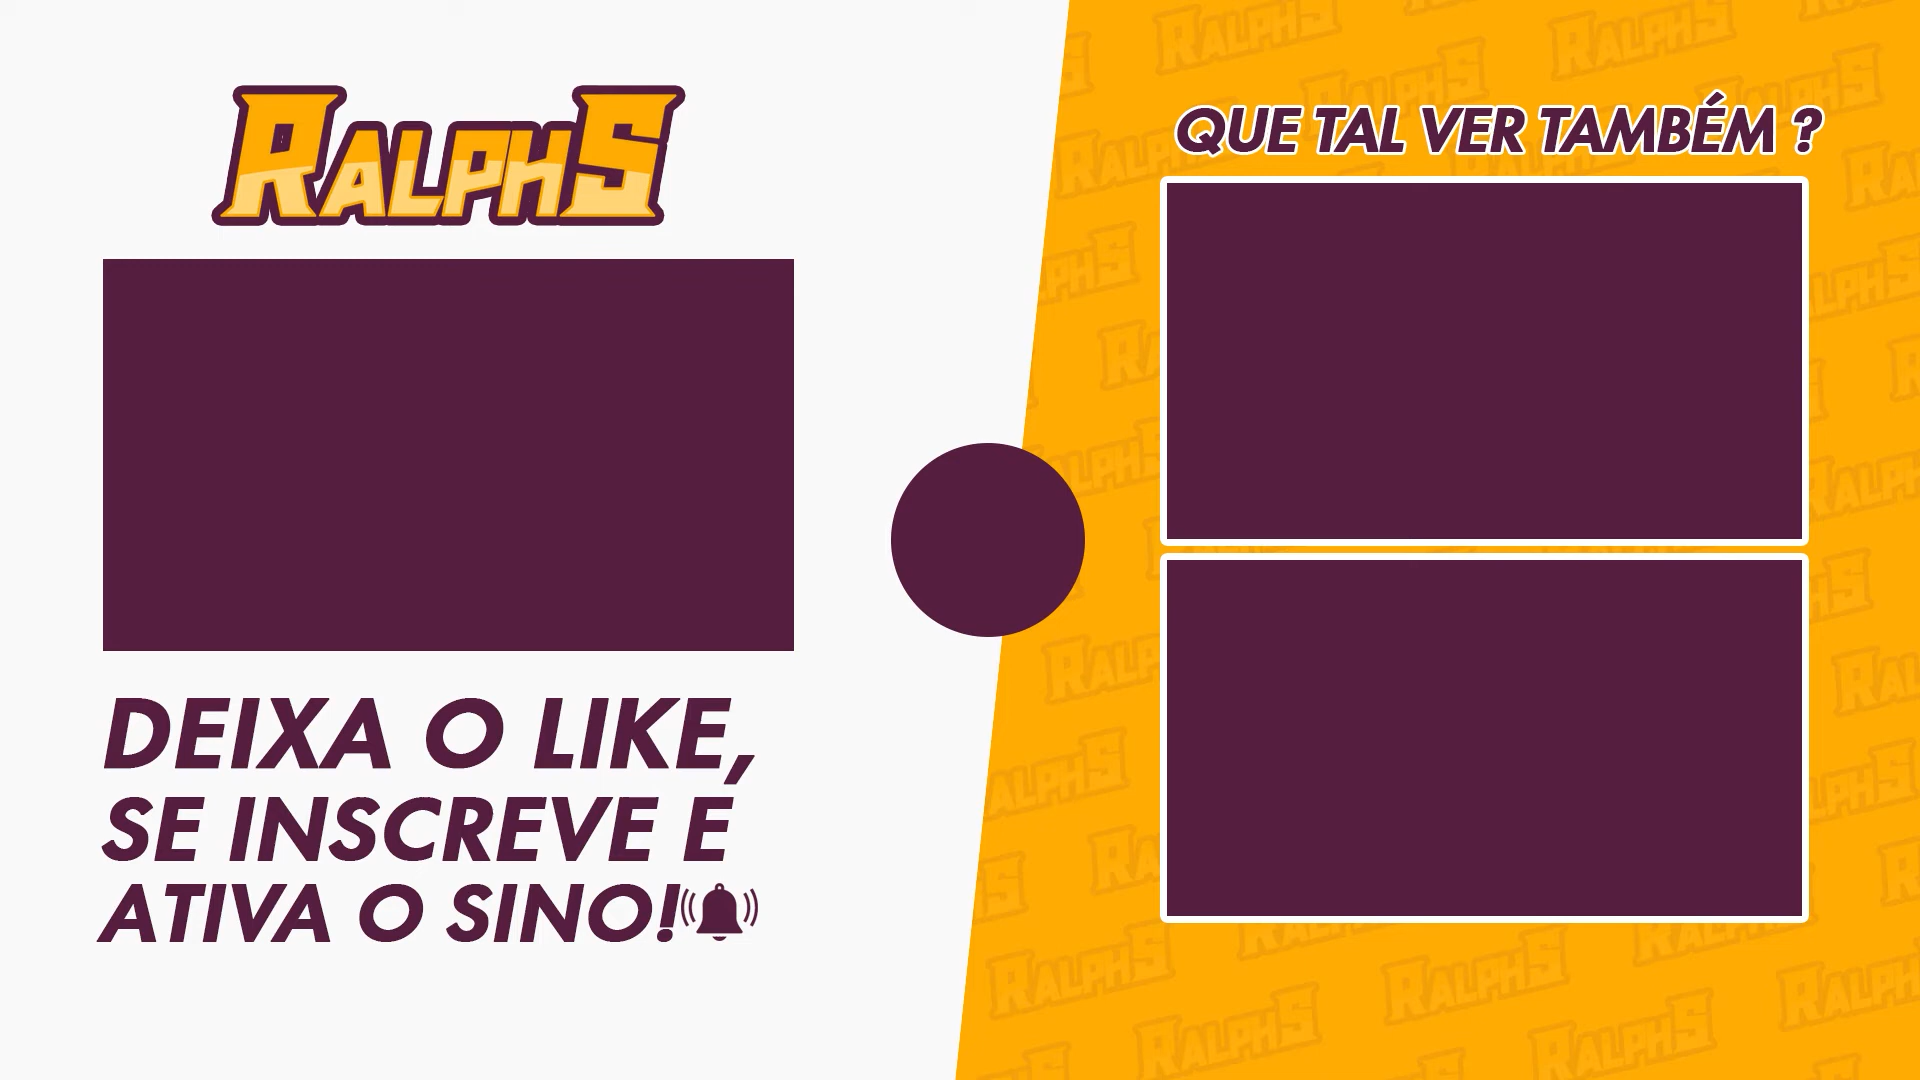 RALPHS
DEIXA O LIKE,
SE INSCREVE E
ATIVA O SINO!
QUE TAL VER TAMBÉM ?